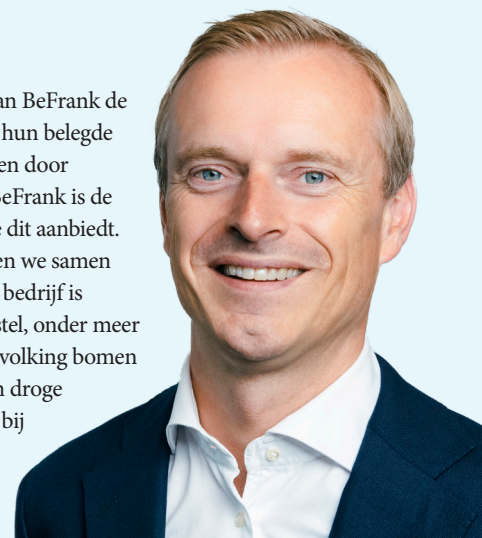 an BeFrank de
hun belegde
en door
eFrank is de
dit aanbiedt.
en we samen
bedrijf is
stel, onder meer
volking bomen
droge
bij